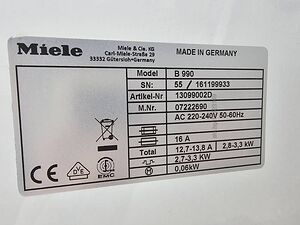 Miele
Miele & Cie. KG
Carl-Miele-Straße 29
33332 Gütersloh•Germany
MADE IN GERMANY
Model B 990
SN: 55 / 161199933
Artikel-Nr 13099002D
M.Nr. 07222690
AC 220-240V 50-60Hz
16 A
Total 12,7-13,8 A 2,8-3,3 kW
2,7-3,3 KW
0,06kW
CE
EMC